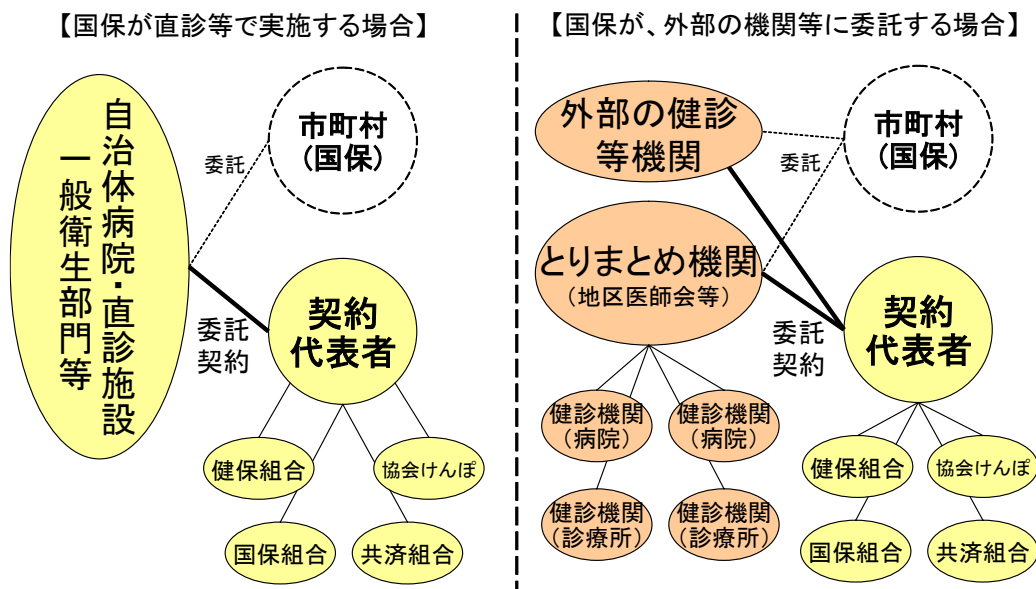 【国保が直診等で実施する場合】
自治体病院・直診施設
一般衛生部門等
市町村
(国保)
委託
契約
代表者
委託
契約
健保組合
協会けんぽ
国保組合
共済組合
【国保が、外部の機関等に委託する場合】
外部の健診
等機関
市町村
(国保)
委託
とりまとめ機関
(地区医師会等)
契約
代表者
委託
契約
健診機関
(病院)
健診機関
(病院)
健診機関
(診療所)
健診機関
(診療所)
健保組合
協会けんぽ
国保組合
共済組合